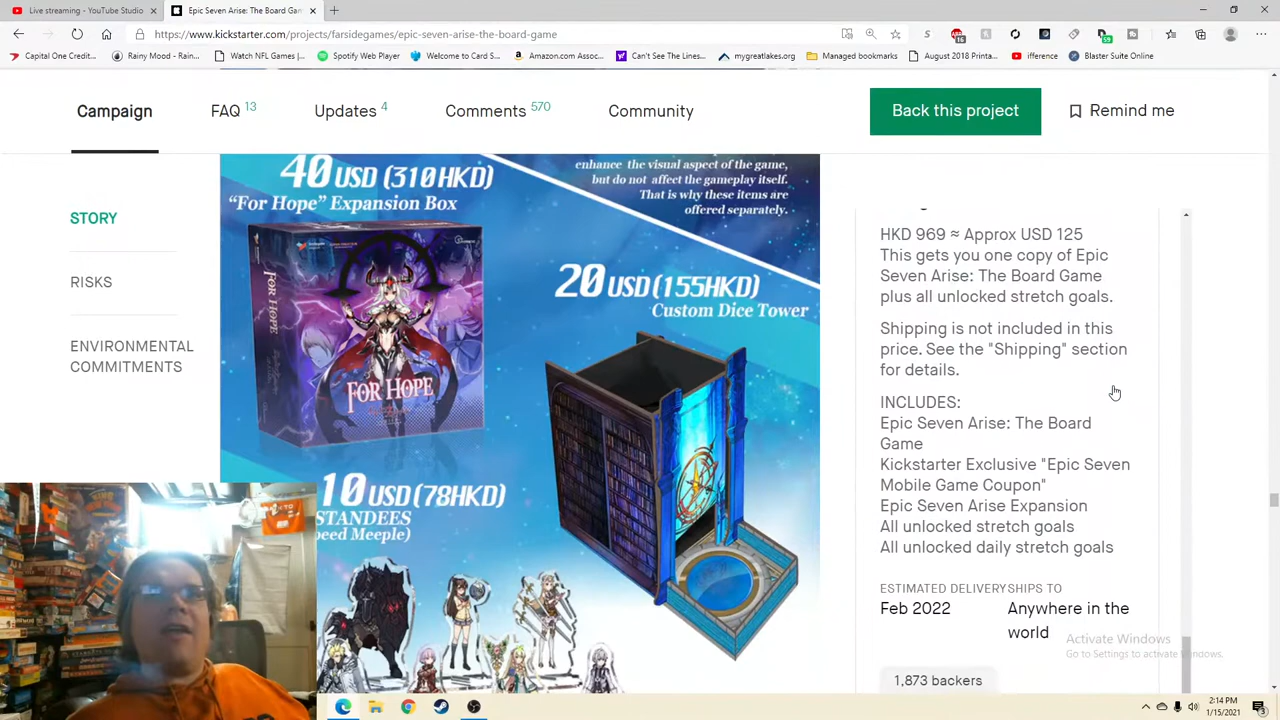 Live streaming - YouTube Studio
Epic Seven Arise: The Board Gam
https://www.kickstarter.com/projects/farsidegames/epic-seven-arise-the-board-game
Capital One Credit...
Rainy Mood - Rain...
Watch NFL Games |...
Spotify Web Player
Welcome to Card S...
Amazon.com Assoc...
Can't See The Lines...
mygreatlakes.org
Managed bookmarks
August 2018 Printa...
ifference
Blaster Suite Online
Campaign
FAQ 13
Updates 4
Comments 570
Community
Back this project
Remind me
STORY
RISKS
ENVIRONMENTAL
COMMITMENTS
40 USD (310HKD)
"For Hope" Expansion Box
enhance the visual aspect of the game,
but do not affect the gameplay itself.
That is why these items are
offered separately.
FOR HOPE
FOR HOPE
20 USD (155HKD)
Custom Dice Tower
10 USD (78HKD)
STANDEES
peed Meeple)
HKD 969 ≈ Approx USD 125
This gets you one copy of Epic
Seven Arise: The Board Game
plus all unlocked stretch goals.
Shipping is not included in this
price. See the "Shipping" section
for details.
INCLUDES:
Epic Seven Arise: The Board
Game
Kickstarter Exclusive "Epic Seven
Mobile Game Coupon"
Epic Seven Arise Expansion
All unlocked stretch goals
All unlocked daily stretch goals
ESTIMATED DELIVERY
Feb 2022
SHIPS TO
Anywhere in the
world
1,873 backers
Activate Windows
Go to Settings to activate Windows.
2:14 PM
1/15/2021